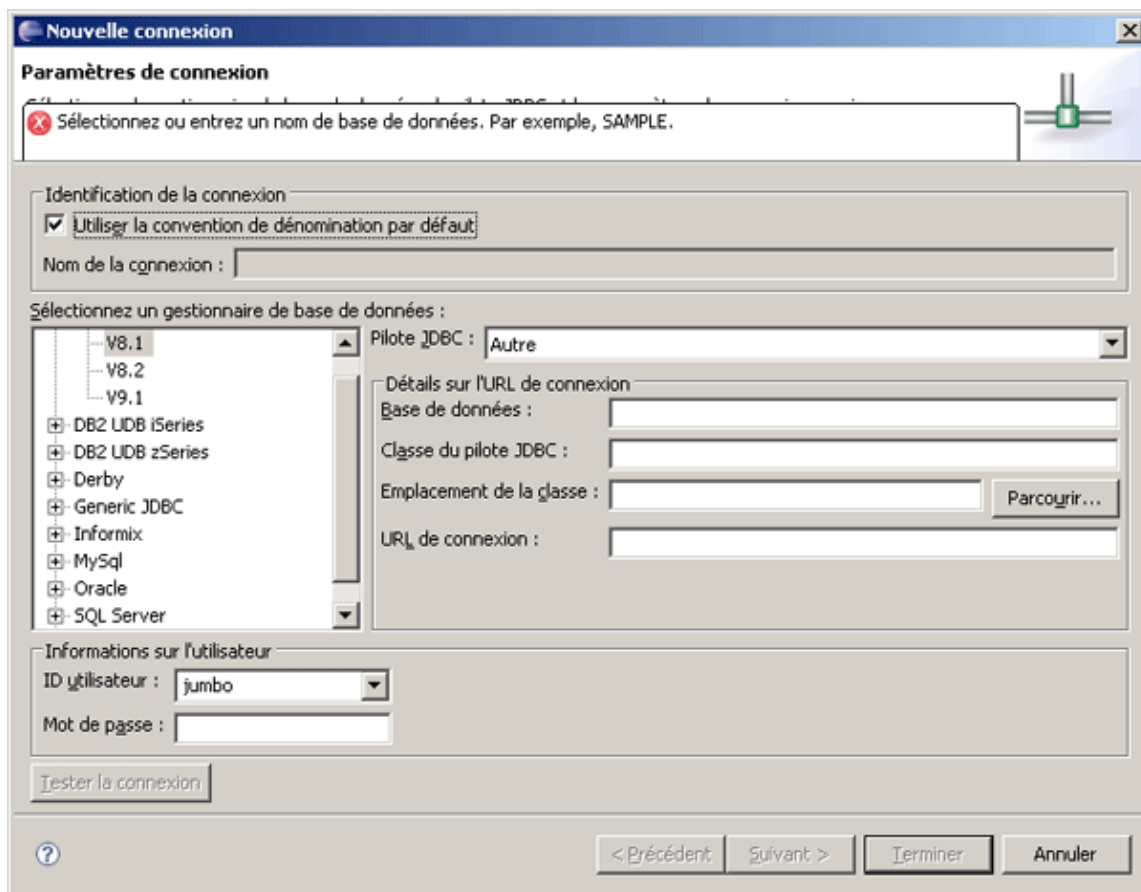 Nouvelle connexion
Paramètres de connexion
Sélectionnez ou entrez un nom de base de données. Par exemple, SAMPLE.
Identification de la connexion
Utiliser la convention de dénomination par défaut
Nom de la connexion :
Sélectionnez un gestionnaire de base de données :
V8.1
V8.2
V9.1
DB2 UDB iSeries
DB2 UDB zSeries
Derby
Generic JDBC
Informix
MySql
Oracle
SQL Server
Pilote JDBC : Autre
Détails sur l'URL de connexion
Base de données :
Classe du pilote JDBC :
Emplacement de la classe : Parcourir...
URL de connexion :
Informations sur l'utilisateur
ID utilisateur : jumbo
Mot de passe :
Tester la connexion
? < Précédent Suivant > Terminer Annuler